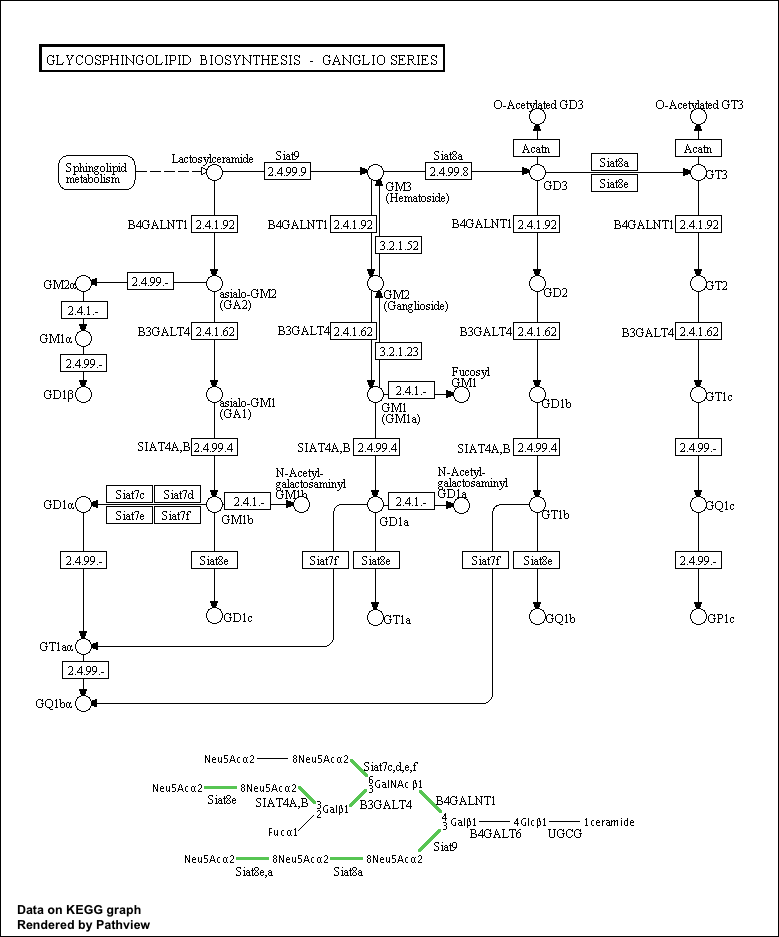 GLYCOSPHINGOLIPID BIOSYNTHESIS - GANGLIO SERIES
O-Acetylated GD3
O-Acetylated GT3
Acatn
Acatn
Sphingolipid
metabolism
Lactosylceramide
Siat9
2.4.99.9
Siat8a
2.4.99.8
Siat8a
Siat8e
GM3
(Hematoside)
GD3
GT3
B4GALNT1 2.4.1.92
B4GALNT1 2.4.1.92
B4GALNT1 2.4.1.92
B4GALNT1 2.4.1.92
3.2.1.52
GM2α
2.4.99.-
asialo-GM2
(GA2)
GM2
(Ganglioside)
GD2
GT2
2.4.1.-
GM1α
B3GALT4 2.4.1.62
B3GALT4 2.4.1.62
B3GALT4 2.4.1.62
B3GALT4 2.4.1.62
3.2.1.23
2.4.99.-
GD1β
asialo-GM1
(GA1)
GM1
(GM1a)
2.4.1.-
Fucosyl
GM1
GD1b
GT1c
SIAT4A,B 2.4.99.4
SIAT4A,B 2.4.99.4
SIAT4A,B 2.4.99.4
2.4.99.-
N-Acetyl-
galactosaminyl
GM1b
N-Acetyl-
galactosaminyl
GD1a
GD1α
Siat7c Siat7d
Siat7e Siat7f
GM1b
2.4.1.-
GD1a
2.4.1.-
GT1b
GQ1c
2.4.99.-
Siat8e
Siat7f
Siat8e
Siat7f
Siat8e
2.4.99.-
GD1c
GT1a
GQ1b
GP1c
GT1aα
2.4.99.-
GQ1bα
Neu5Acα2 8Neu5Acα2
Siat7c,d,e,f
6
3 GalNAc β1
Neu5Acα2 8Neu5Acα2
Siat8e
SIAT4A,B
3
2 Galβ1
B3GALT4
B4GALNT1
Fucα1
4
3 Galβ1 4Glcβ1 1ceramide
B4GALT6 UGCG
Siat9
Neu5Acα2 8Neu5Acα2 8Neu5Acα2
Siat8e,a Siat8a
Data on KEGG graph
Rendered by Pathview